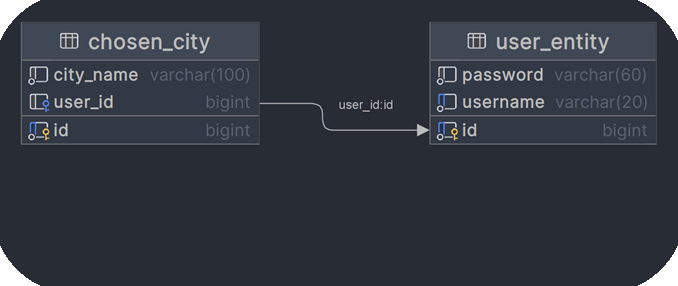 chosen_city
city_name varchar(100)
user_id bigint
id bigint
user_id:id
user_entity
password varchar(60)
username varchar(20)
id bigint